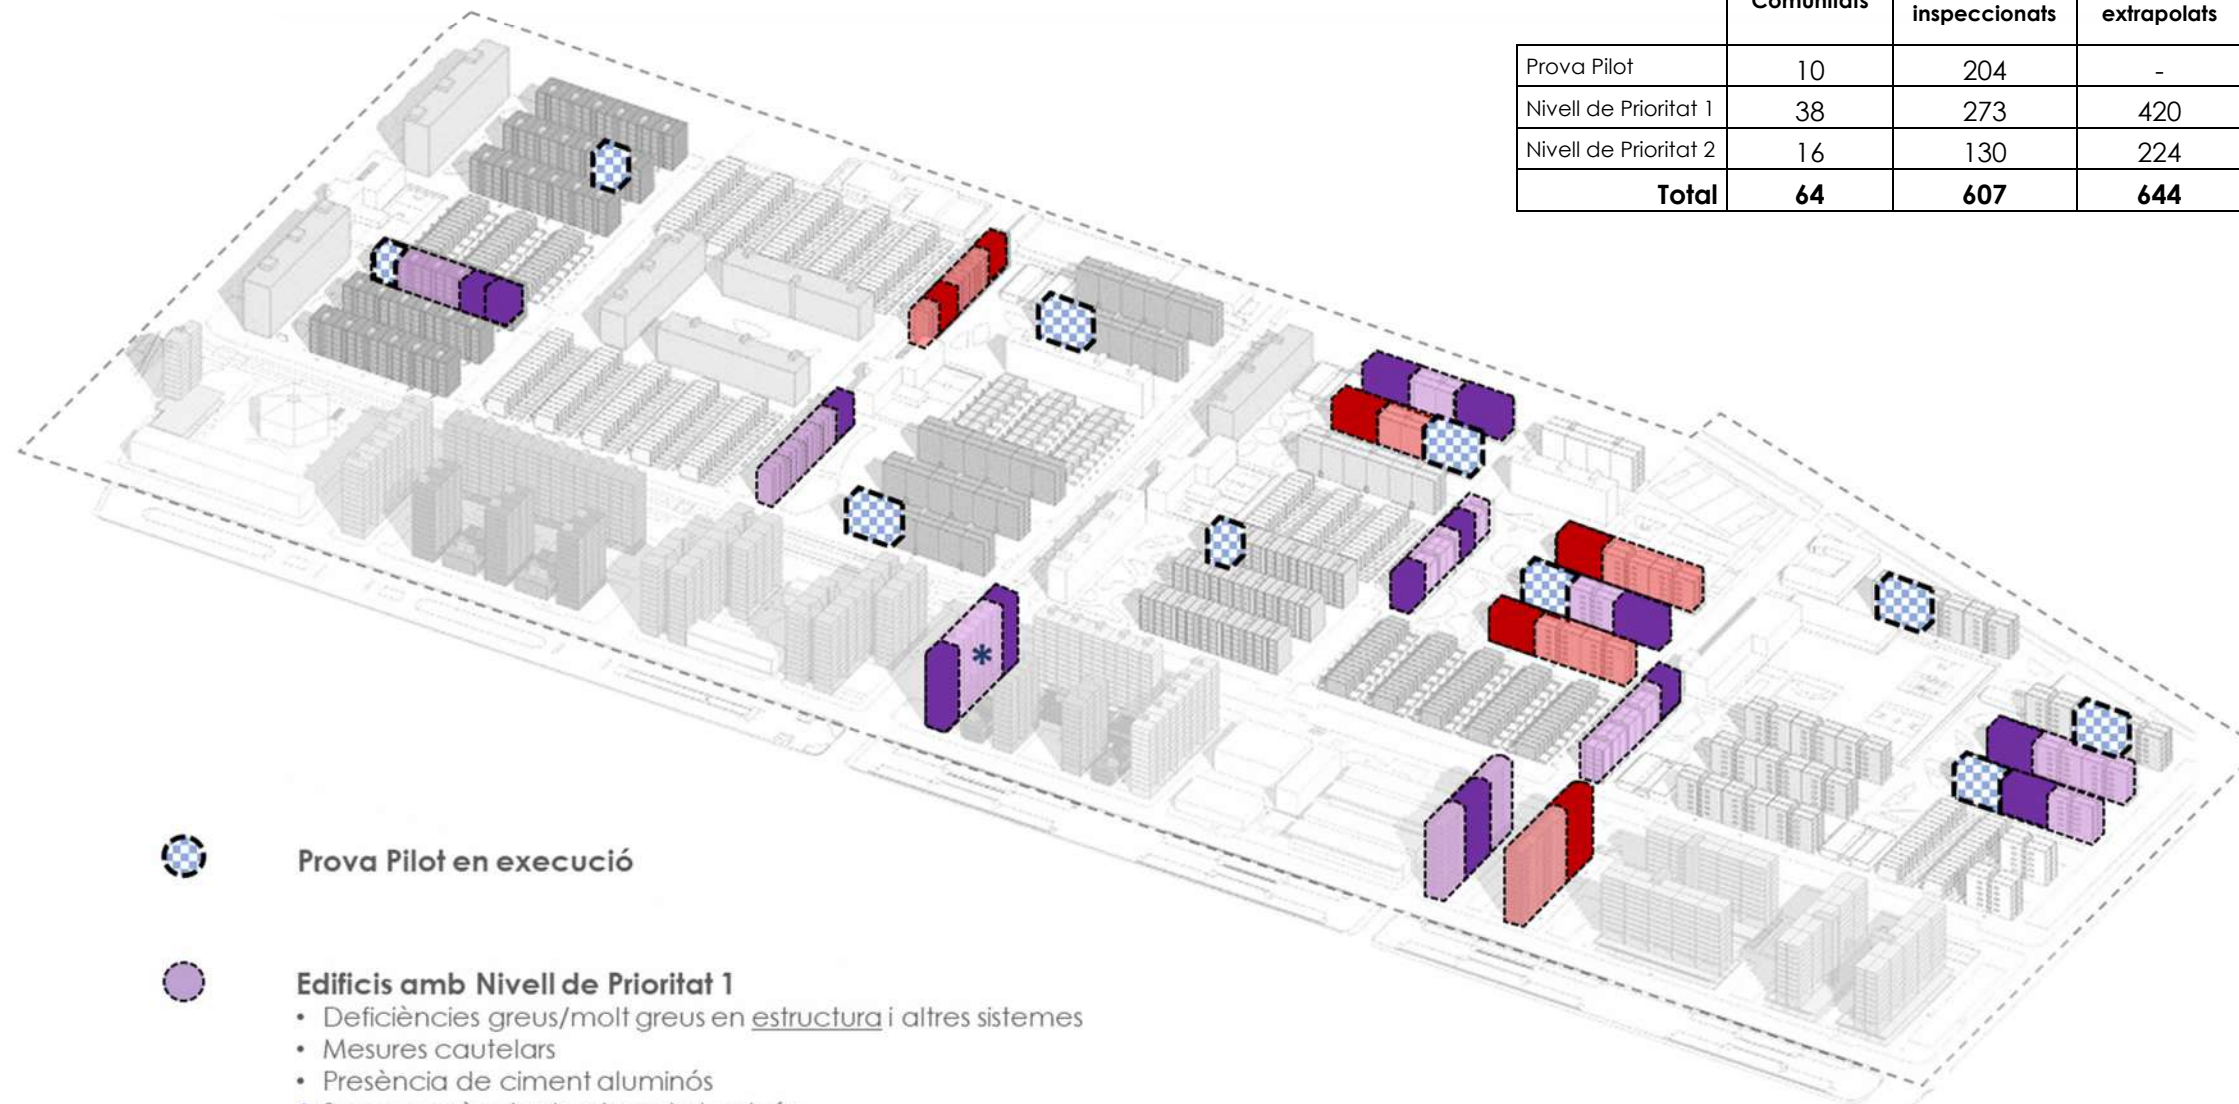 Comunitats
inspeccionats
extrapolats
Prova Pilot 10 204 -
Nivell de Prioritat 1 38 273 420
Nivell de Prioritat 2 16 130 224
Total 64 607 644
*
Prova Pilot en execució
Edificis amb Nivell de Prioritat 1
• Deficiències greus/molt greus en estructura i altres sistemes
• Mesures cautelars
• Presència de ciment aluminós